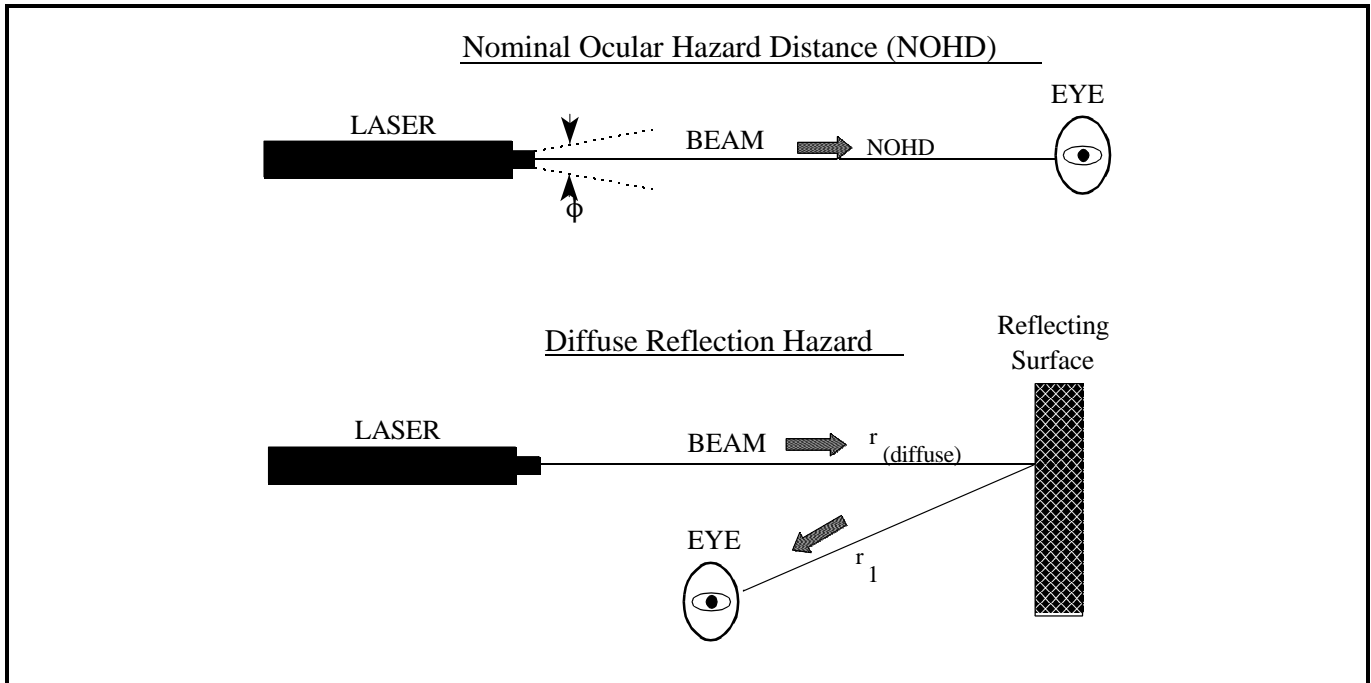 Nominal Ocular Hazard Distance (NOHD)
EYE
LASER
BEAM
NOHD
ϕ
Diffuse Reflection Hazard
Reflecting
Surface
LASER
BEAM
r (diffuse)
EYE
r 1